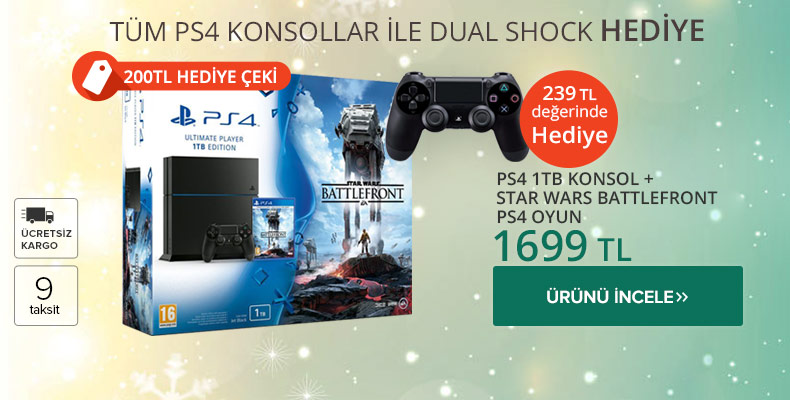 TÜM PS4 KONSOLLAR İLE DUAL SHOCK HEDİYE
200TL HEDİYE ÇEKİ
PS4
ULTIMATE PLAYER
1TB EDITION
STAR WARS
BATTLEFRONT
EA
PS4
16
1TB
239 TL
değerinde
Hediye
PS4 1TB KONSOL +
STAR WARS BATTLEFRONT
PS4 OYUN
1699 TL
ÜRÜNÜ İNCELE >>
ÜCRETSİZ
KARGO
9
taksit